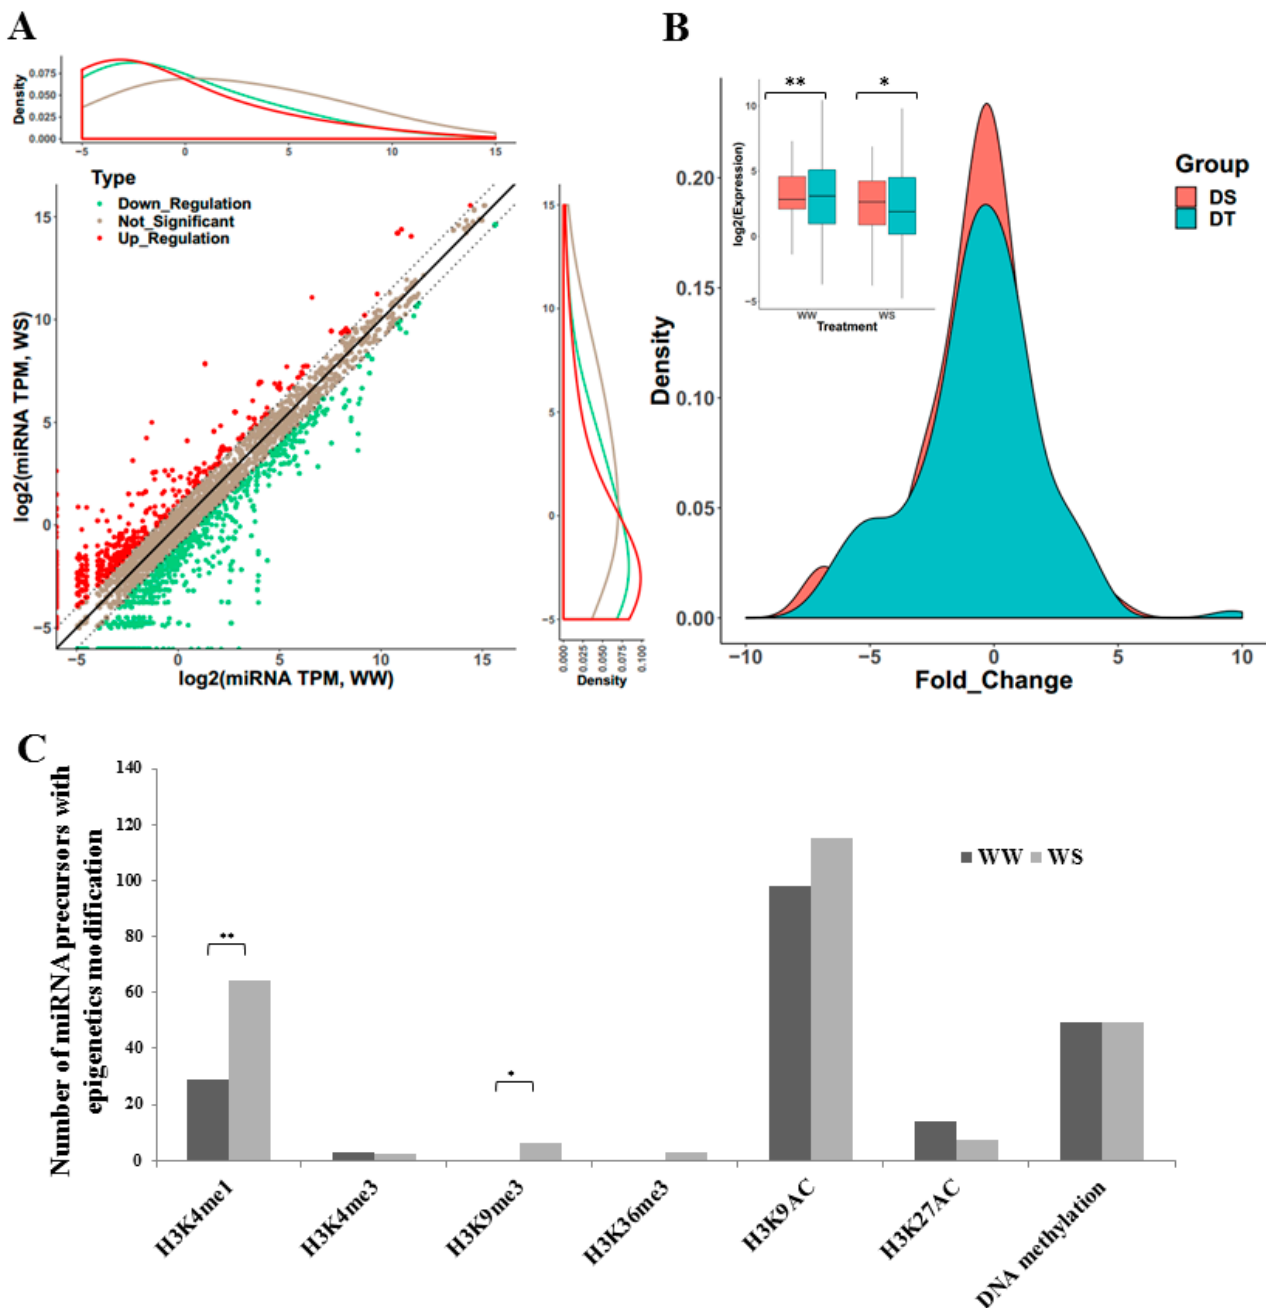 A
B
Density
0.075
0.050
0.025
0.000
−5
0
5
10
15
Type
Down_Regulation
Not_Significant
Up_Regulation
log2(miRNA TPM, WS)
15
10
5
0
−5
−5
0
5
10
15
log2(miRNA TPM, WW)
15
10
5
0
−5
0.000
0.025
0.050
0.075
0.100
Density
**
*
log2(Expression)
10
5
0
−5
WW
WS
Treatment
Group
DS
DT
Density
0.20
0.15
0.10
0.05
0.00
−10
−5
0
5
10
Fold_Change
C
Number of miRNA precursors with
epigenetics modification
140
120
100
80
60
40
20
0
**
*
WW
WS
H3K4me1
H3K4me3
H3K9me3
H3K36me3
H3K9AC
H3K27AC
DNA methylation